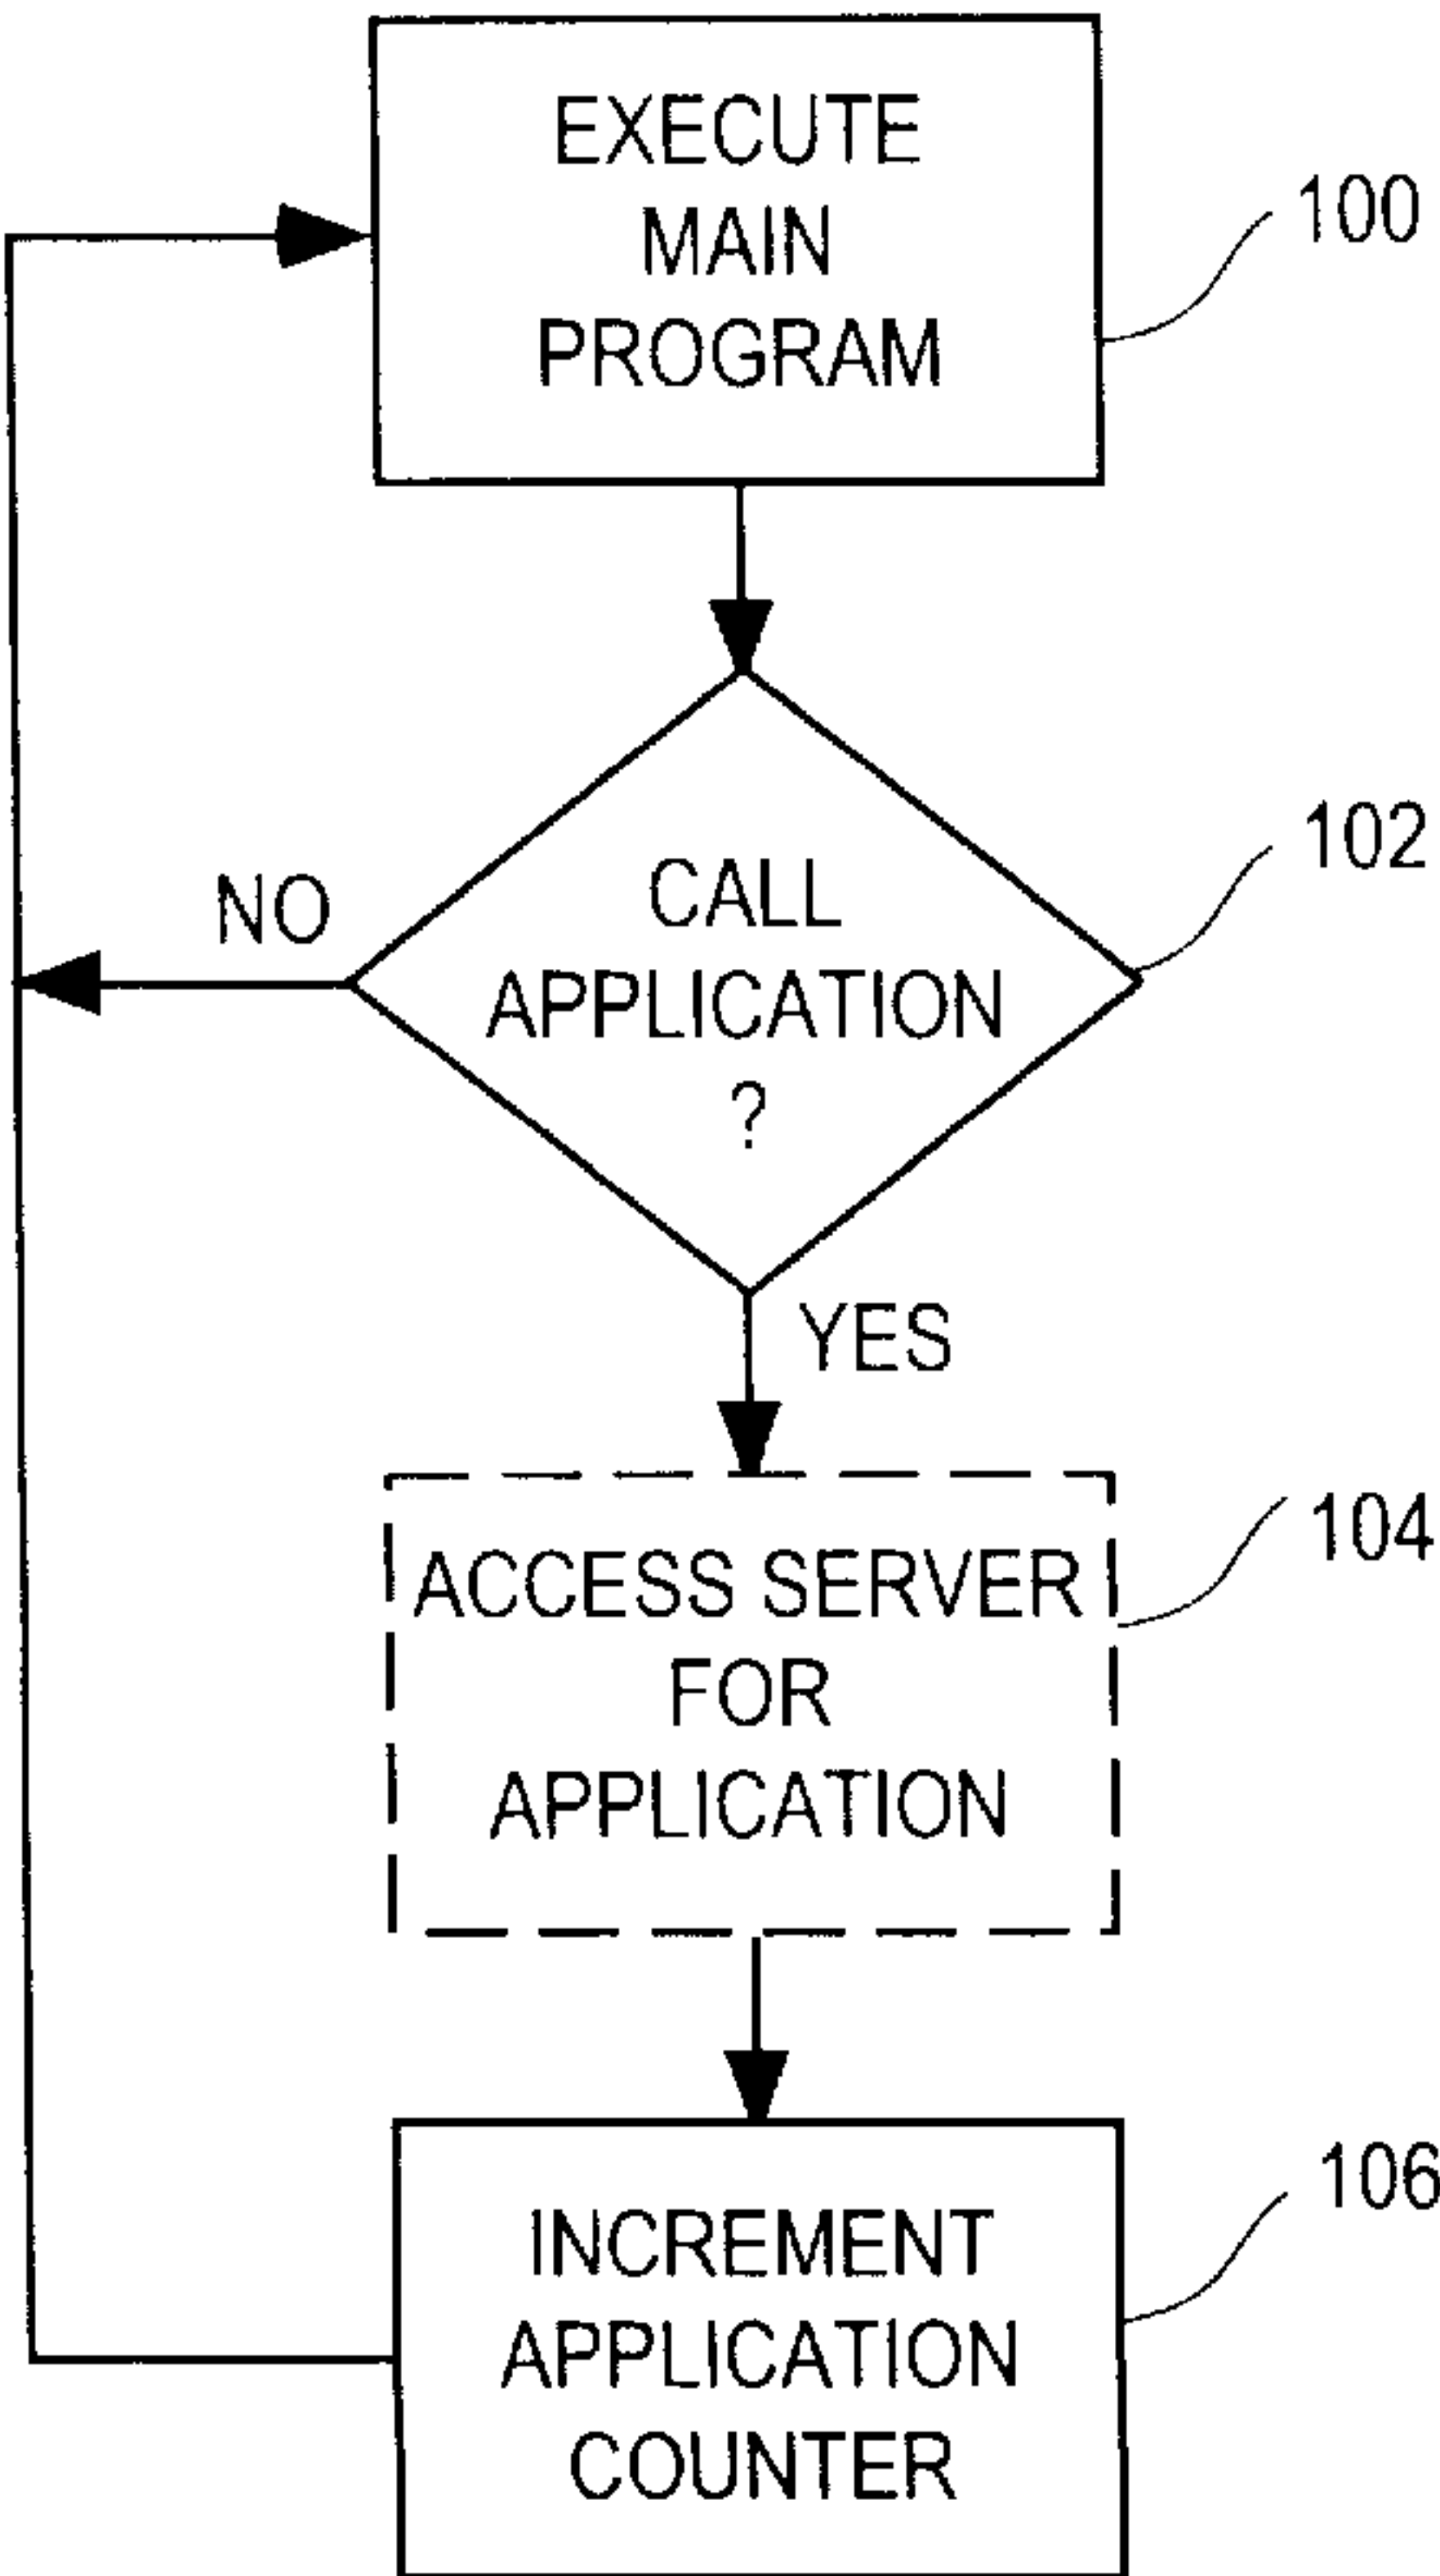 EXECUTE
MAIN
PROGRAM
100
CALL
APPLICATION
?
102
NO
YES
ACCESS SERVER
FOR
APPLICATION
104
INCREMENT
APPLICATION
COUNTER
106